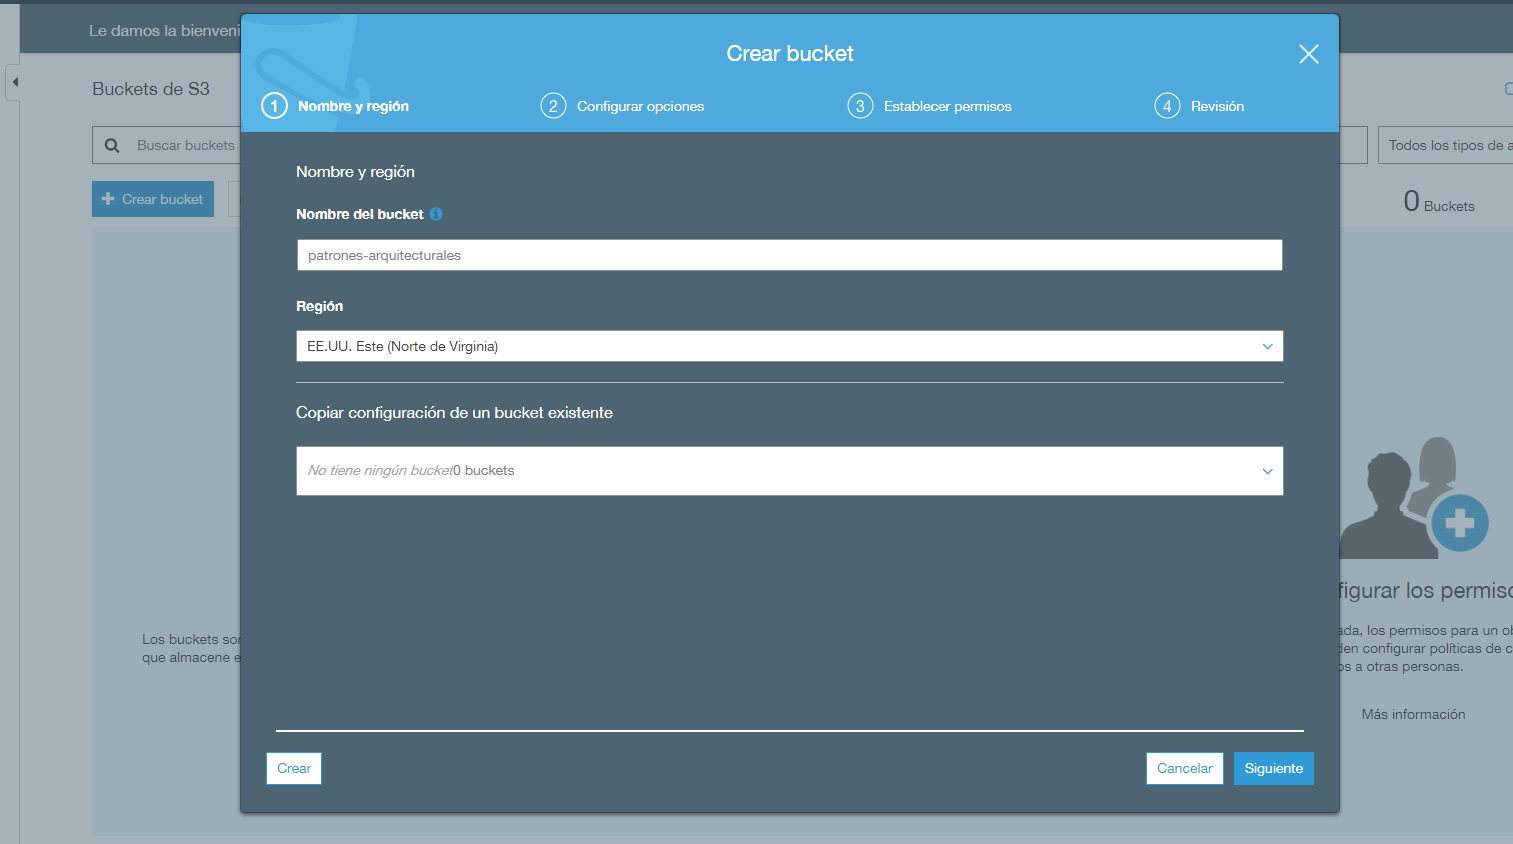 Le damos la bienveni
Crear bucket
1 Nombre y región
2 Configurar opciones
3 Establecer permisos
4 Revisión
Buckets de S3
Buscar buckets
Todos los tipos de a
Crear bucket
0 Buckets
Nombre y región
Nombre del bucket
patrones-arquitecturales
Región
EE.UU. Este (Norte de Virginia)
Copiar configuración de un bucket existente
No tiene ningún bucket0 buckets
figurar los permiso
Los buckets sor
que almacene e
ada, los permisos para un ob
den configurar políticas de c
os a otras personas.
Más información
Crear
Cancelar
Siguiente